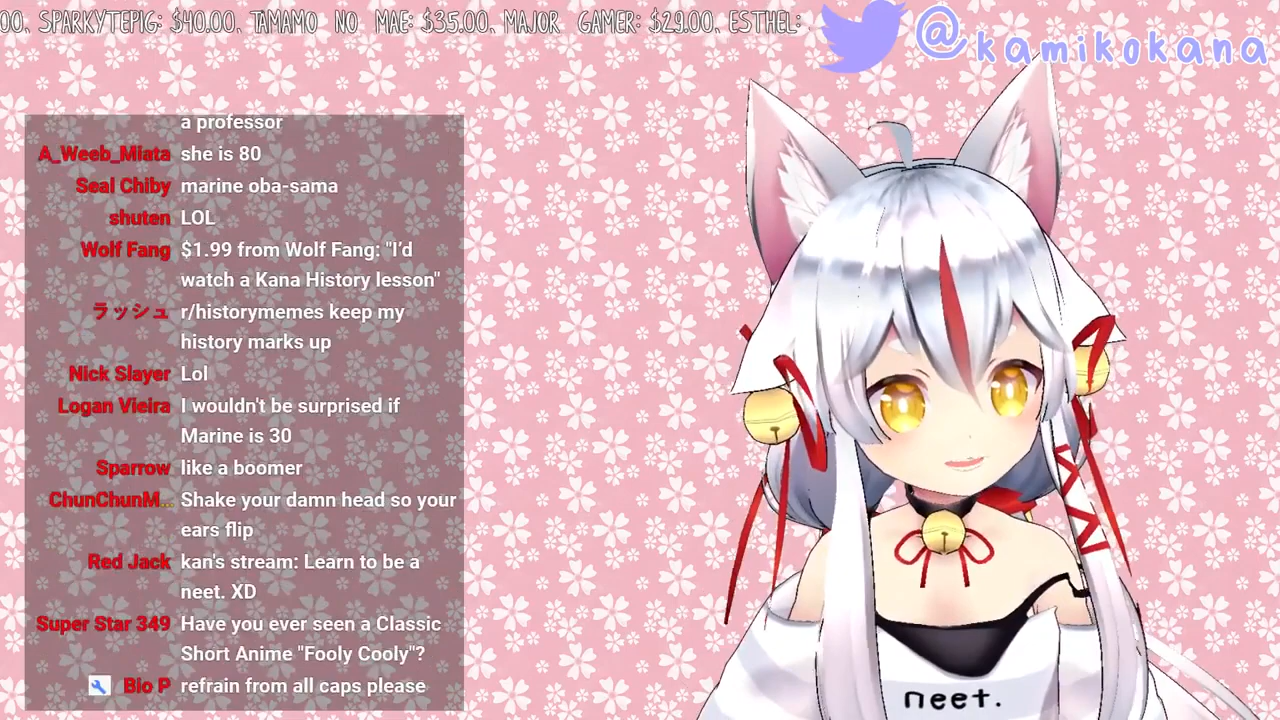 00, SPARKYTEPIG: $40.00, TAMAMO NO MAE: $35.00, MAJOR GAMER: $29.00, ESTHEL:
@kamikokana
a professor
A_Weeb_Miata she is 80
Seal Chiby marine oba-sama
shuten LOL
Wolf Fang $1.99 from Wolf Fang: "I'd
watch a Kana History lesson"
ラッシュ r/historymemes keep my
history marks up
Nick Slayer Lol
Logan Vieira I wouldn't be surprised if
Marine is 30
Sparrow like a boomer
ChunChunM... Shake your damn head so your
ears flip
Red Jack kan's stream: Learn to be a
neet. XD
Super Star 349 Have you ever seen a Classic
Short Anime "Fooly Cooly"?
Bio P refrain from all caps please
neet.